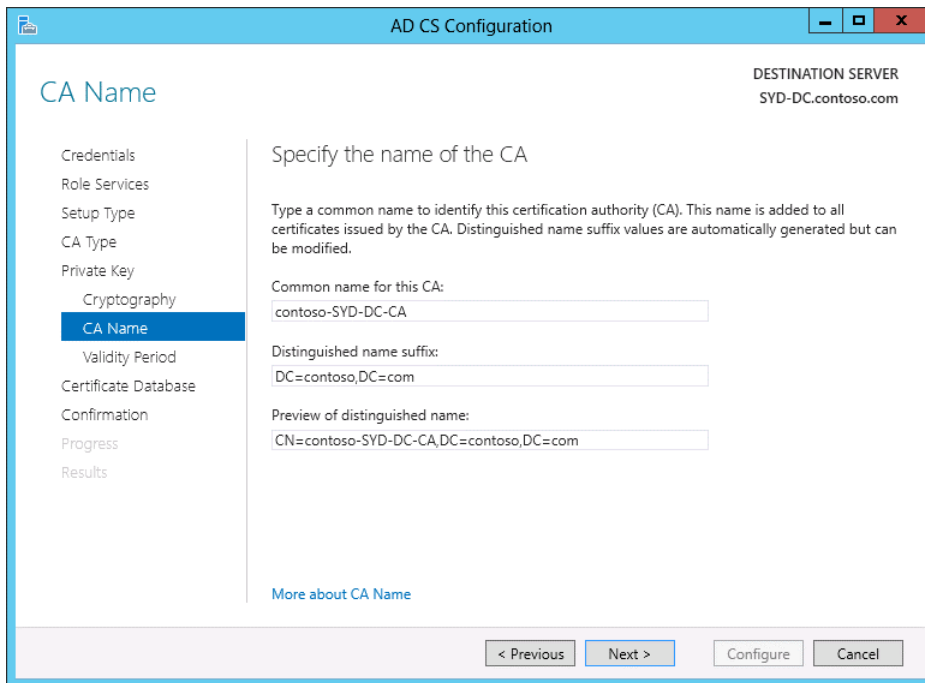 AD CS Configuration
CA Name
DESTINATION SERVER
SYD-DC.contoso.com
Credentials
Role Services
Setup Type
CA Type
Private Key
Cryptography
CA Name
Validity Period
Certificate Database
Confirmation
Progress
Results
Specify the name of the CA
Type a common name to identify this certification authority (CA). This name is added to all
certificates issued by the CA. Distinguished name suffix values are automatically generated but can
be modified.
Common name for this CA:
contoso-SYD-DC-CA
Distinguished name suffix:
DC=contoso,DC=com
Preview of distinguished name:
CN=contoso-SYD-DC-CA,DC=contoso,DC=com
More about CA Name
< Previous
Next >
Configure
Cancel